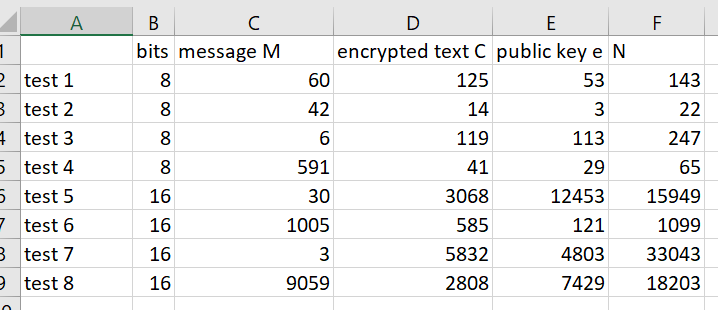 A B C D E F
1 bits message M encrypted text C public key e N
2 test 1 8 60 125 53 143
3 test 2 8 42 14 3 22
4 test 3 8 6 119 113 247
5 test 4 8 591 41 29 65
6 test 5 16 30 3068 12453 15949
7 test 6 16 1005 585 121 1099
8 test 7 16 3 5832 4803 33043
9 test 8 16 9059 2808 7429 18203